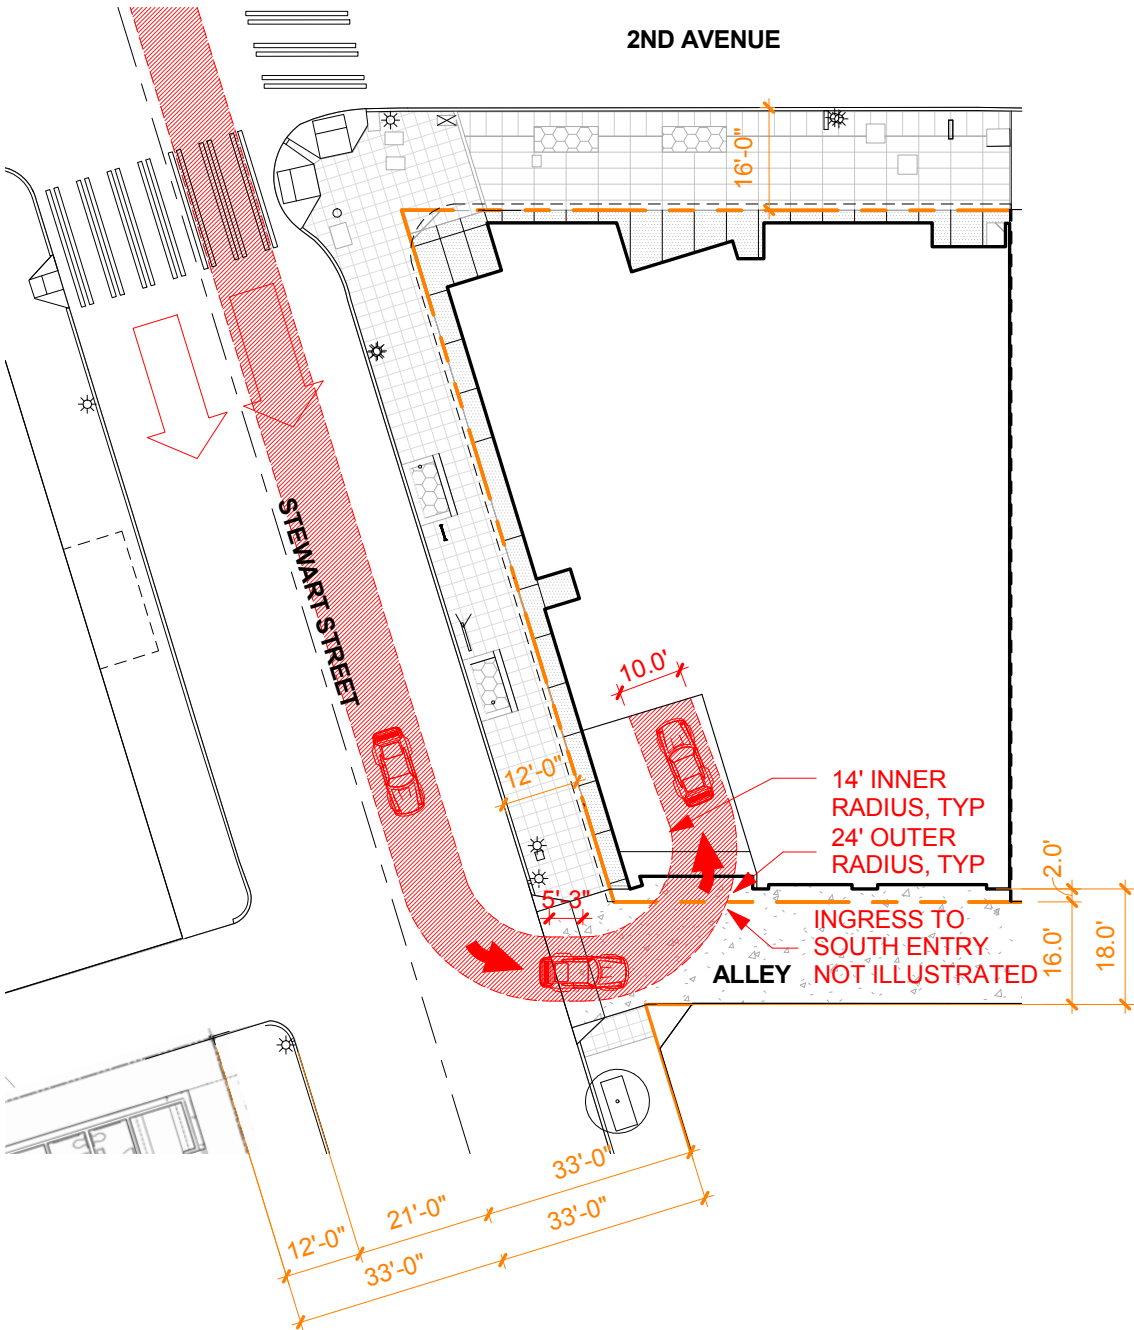 2ND AVENUE
16'-0"
STEWART STREET
10.0'
12'-0"
14' INNER
RADIUS, TYP
24' OUTER
RADIUS, TYP
2.0'
5'-3"
INGRESS TO
SOUTH ENTRY
NOT ILLUSTRATED
ALLEY
16.0'
18.0'
33'-0"
21'-0"
33'-0"
12'-0"
33'-0"